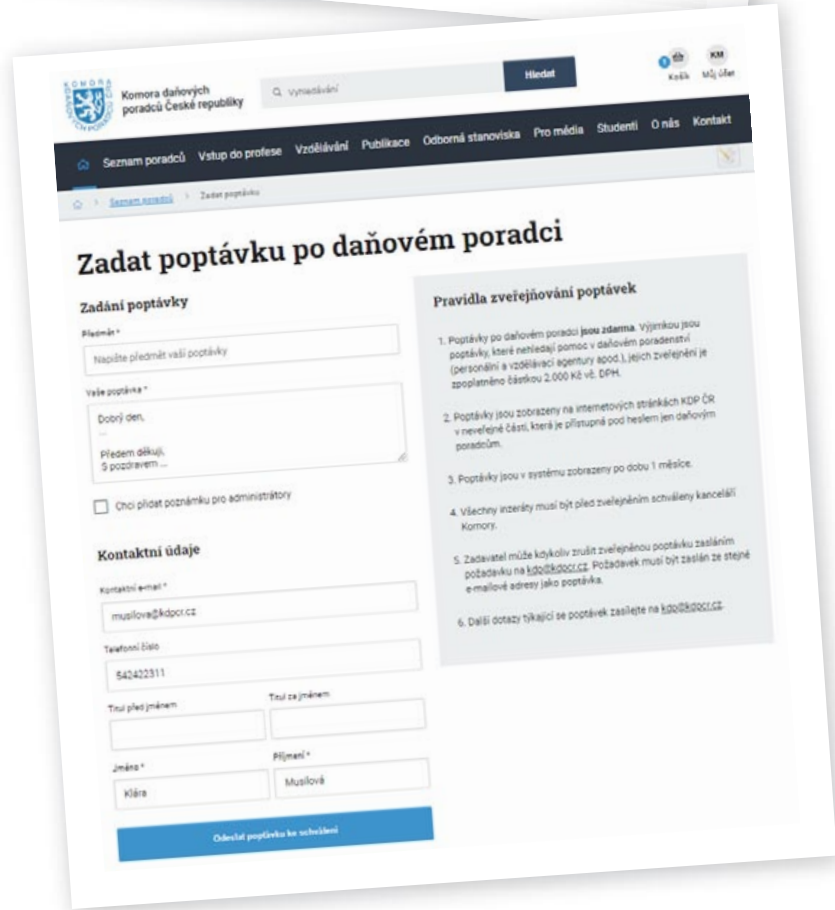 KOMORA DAŇOVÝCH PORADCŮ ČR
Komora daňových
poradců České republiky
vyhledávání
Hledat
Košík
KM
Můj účet
Seznam poradců Vstup do profese Vzdělávání Publikace Odborná stanoviska Pro média Studenti O nás Kontakt
Seznam poradců > Zadat poptávku
Zadat poptávku po daňovém poradci
Zadání poptávky
Předmět *
Napište předmět vaší poptávky
Vaše poptávka *
Dobrý den,
...
Předem děkuji,
S pozdravem ...
Chci přidat poznámku pro administrátory
Kontaktní údaje
Kontaktní e-mail *
musilova@kdpcr.cz
Telefonní číslo
542422311
Titul před jménem
Titul za jménem
Jméno *
Příjmení *
Klára
Musilová
Odeslat poptávku ke schválení
Pravidla zveřejňování poptávek
1. Poptávky po daňovém poradci jsou zdarma. Výjimkou jsou
poptávky, které nehledají pomoc v daňovém poradenství
(personální a vzdělávací agentury apod.), jejich zveřejnění je
zpoplatněno částkou 2.000 Kč vč. DPH.
2. Poptávky jsou zobrazeny na internetových stránkách KDP ČR
v neveřejné části, která je přístupná pod heslem jen daňovým
poradcům.
3. Poptávky jsou v systému zobrazeny po dobu 1 měsíce.
4. Všechny inzeráty musí být před zveřejněním schváleny kanceláří
Komory.
5. Zadavatel může kdykoliv zrušit zveřejněnou poptávku zasláním
požadavku na kdp@kdpcr.cz. Požadavek musí být zaslán ze stejné
e-mailové adresy jako poptávka.
6. Další dotazy týkající se poptávek zasílejte na kdp@kdpcr.cz.